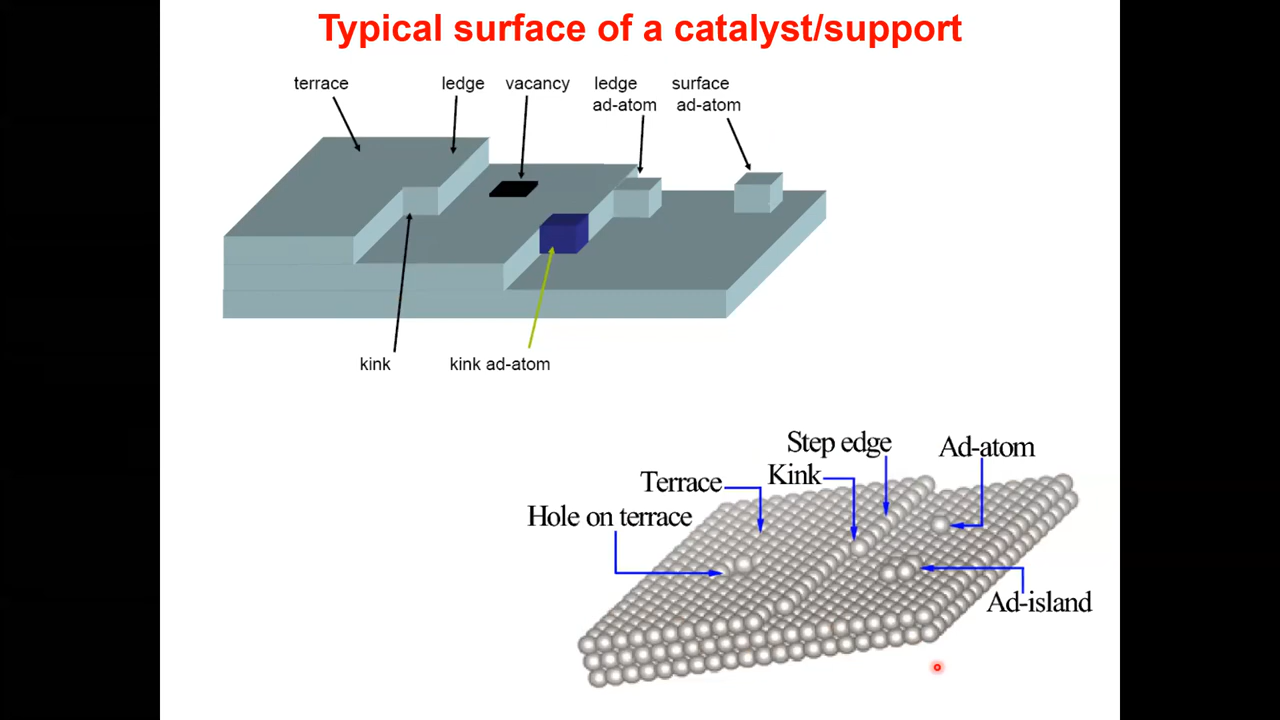 Typical surface of a catalyst/support
terrace
ledge
vacancy
ledge
ad-atom
surface
ad-atom
kink
kink ad-atom
Step edge
Ad-atom
Kink
Terrace
Hole on terrace
Ad-island